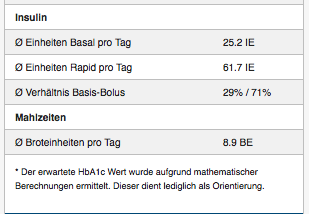 Insulin
Ø Einheiten Basal pro Tag 25.2 IE
Ø Einheiten Rapid pro Tag 61.7 IE
Ø Verhältnis Basis-Bolus 29% / 71%
Mahlzeiten
Ø Broteinheiten pro Tag 8.9 BE
* Der erwartete HbA1c Wert wurde aufgrund mathematischer
Berechnungen ermittelt. Dieser dient lediglich als Orientierung.